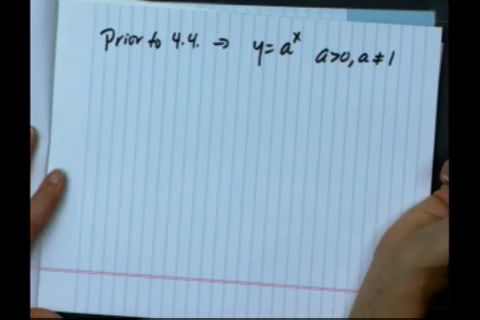 Prior to 4.4. → y = a^x a>0, a ≠ 1